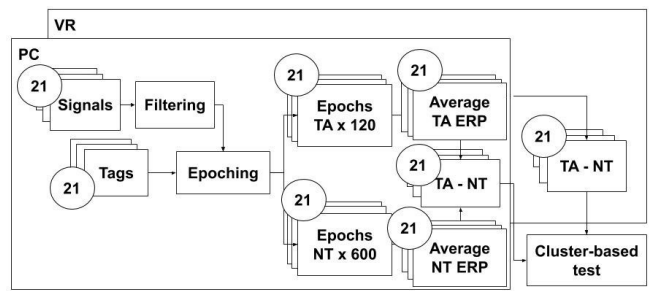 VR
PC
21
Signals
Filtering
21
Tags
Epoching
21
Epochs
TA x 120
21
Average
TA ERP
21
TA - NT
21
Epochs
NT x 600
21
Average
NT ERP
21
TA - NT
Cluster-based
test